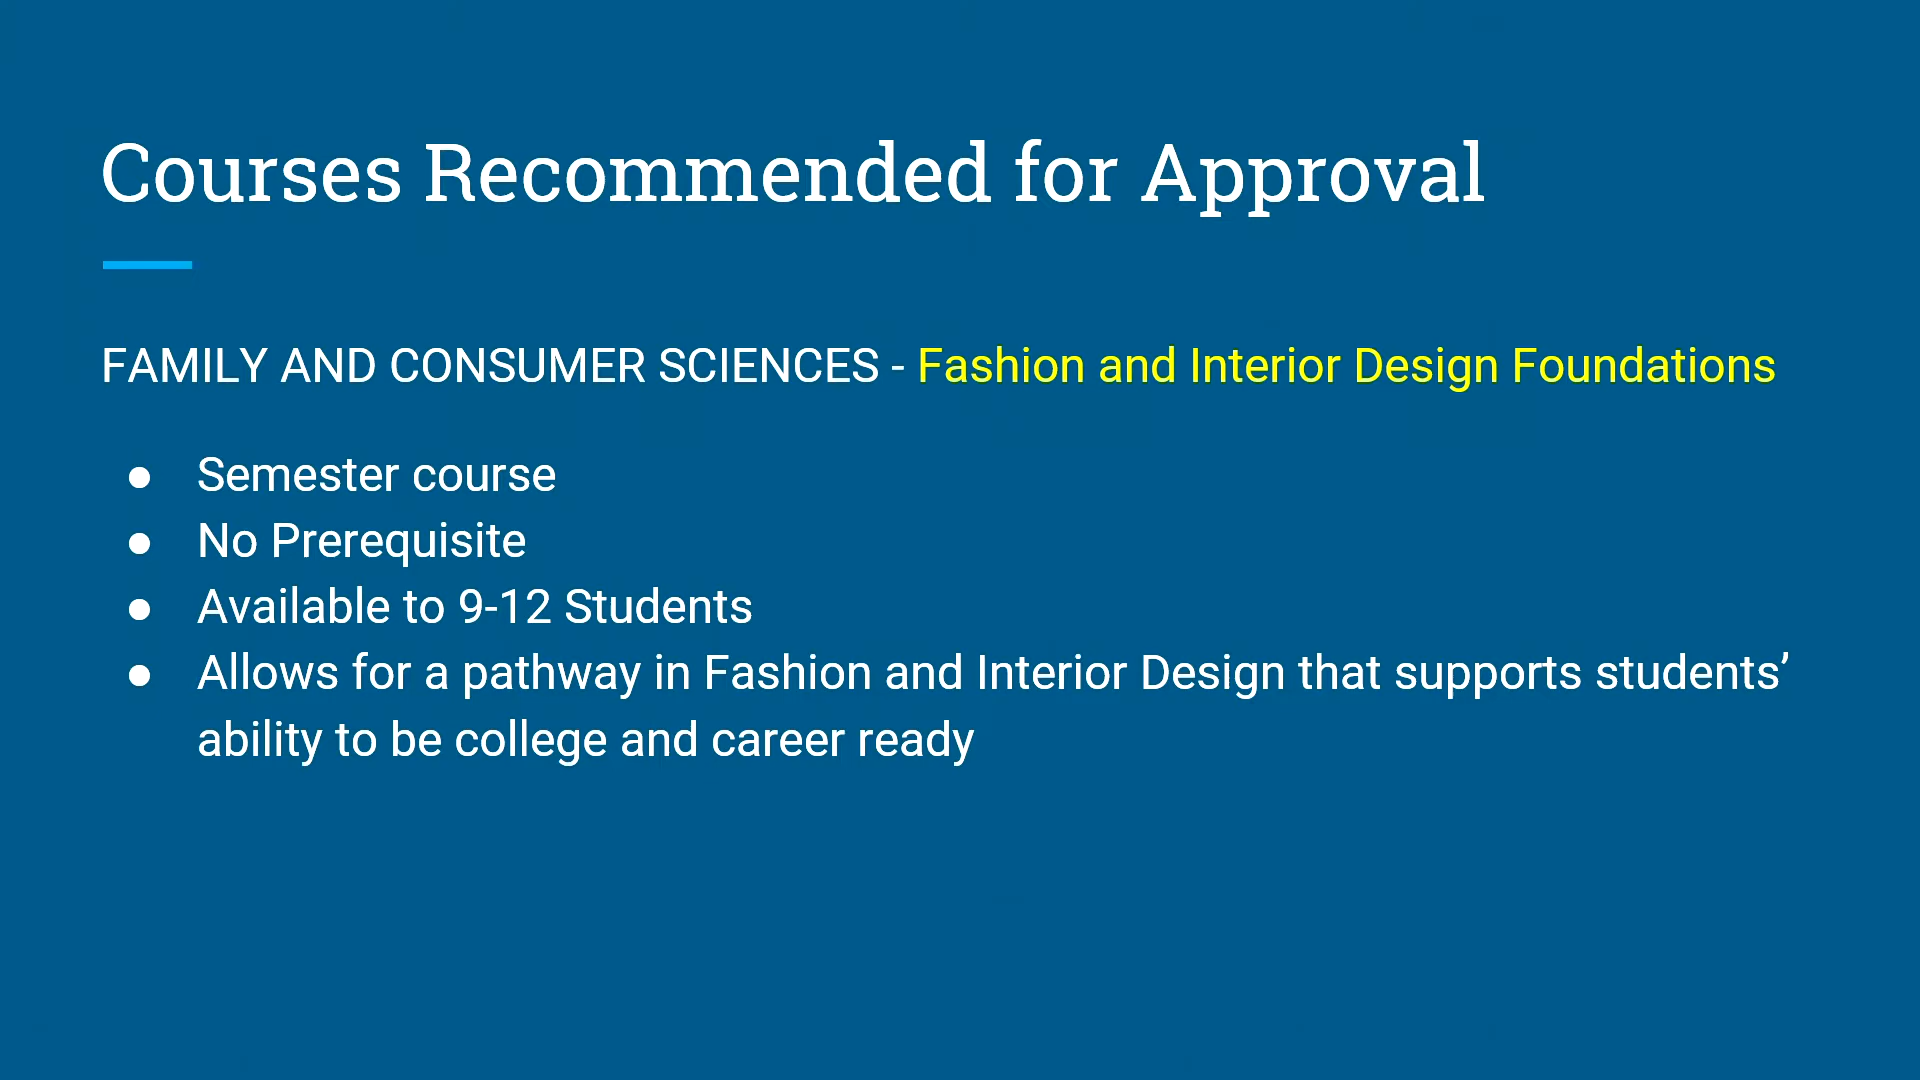 Courses Recommended for Approval
FAMILY AND CONSUMER SCIENCES - Fashion and Interior Design Foundations
● Semester course
● No Prerequisite
● Available to 9-12 Students
● Allows for a pathway in Fashion and Interior Design that supports students’
ability to be college and career ready